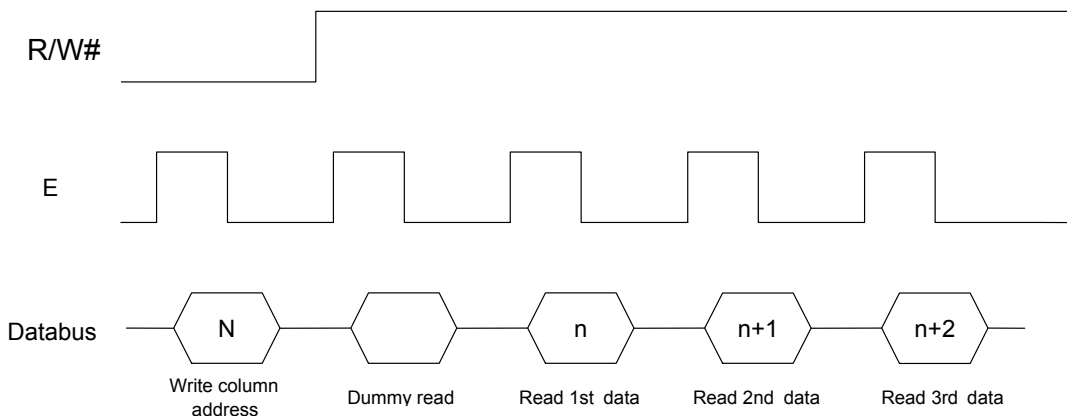 R/W#
E
Databus
N
n
n+1
n+2
Write column
address
Dummy read
Read 1st data
Read 2nd data
Read 3rd data